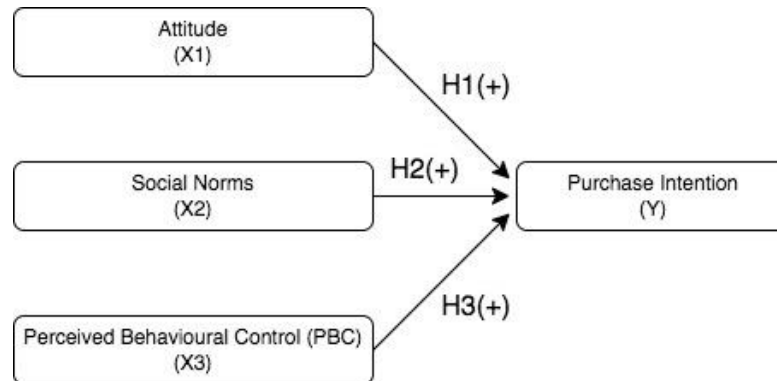 Attitude
(X1)
H1(+)
Social Norms
(X2)
H2(+)
Purchase Intention
(Y)
H3(+)
Perceived Behavioural Control (PBC)
(X3)